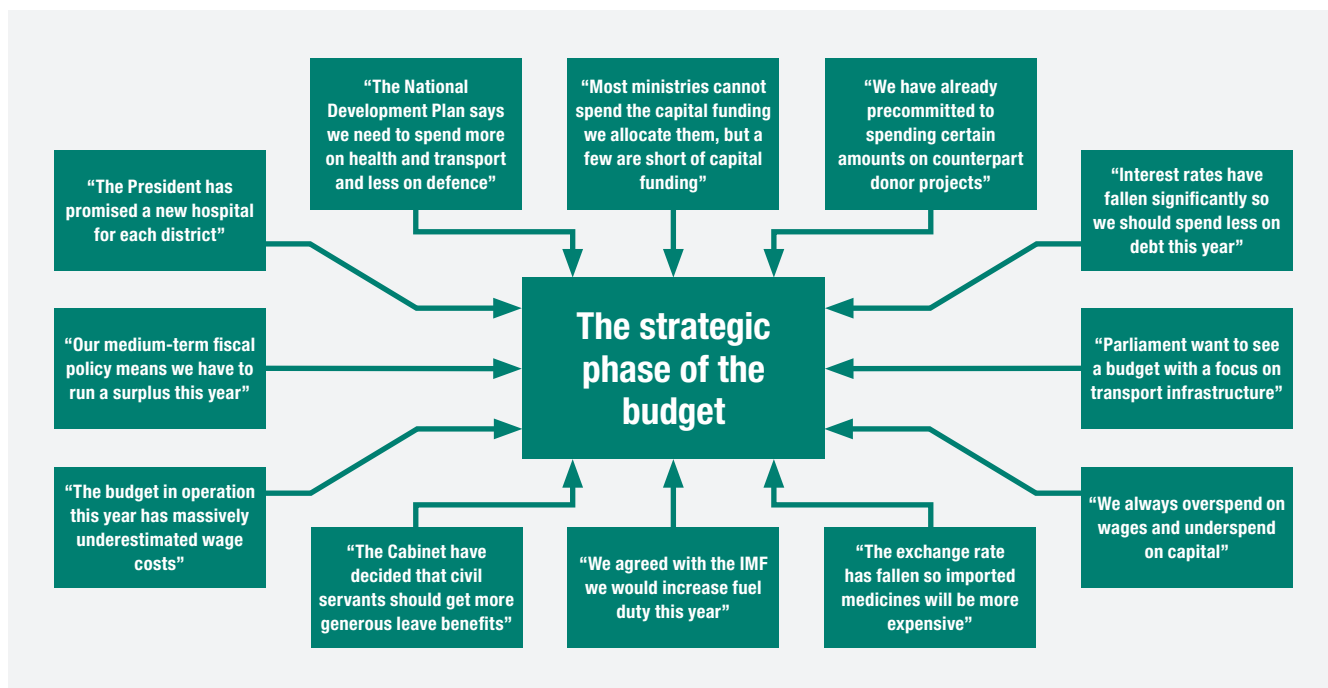 “The National
Development Plan says
we need to spend more
on health and transport
and less on defence”
“Most ministries cannot
spend the capital funding
we allocate them, but a
few are short of capital
funding”
“We have already
precommitted to
spending certain
amounts on counterpart
donor projects”
“The President has
promised a new hospital
for each district”
“Interest rates have
fallen significantly so
we should spend less on
debt this year”
“Our medium-term fiscal
policy means we have to
run a surplus this year”
The strategic
phase of the
budget
“Parliament want to see
a budget with a focus on
transport infrastructure”
“The budget in operation
this year has massively
underestimated wage
costs”
“We always overspend on
wages and underspend
on capital”
“The Cabinet have
decided that civil
servants should get more
generous leave benefits”
“We agreed with the IMF
we would increase fuel
duty this year”
“The exchange rate
has fallen so imported
medicines will be more
expensive”